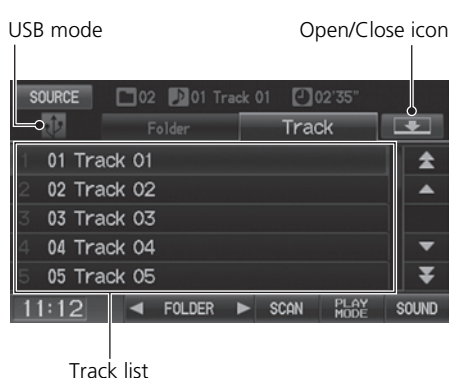 USB mode Open/Close icon
SOURCE 02 01 Track 01 02'35"
Folder Track
1 01 Track 01
2 02 Track 02
3 03 Track 03
4 04 Track 04
5 05 Track 05
11:12 FOLDER SCAN PLAY MODE SOUND
Track list